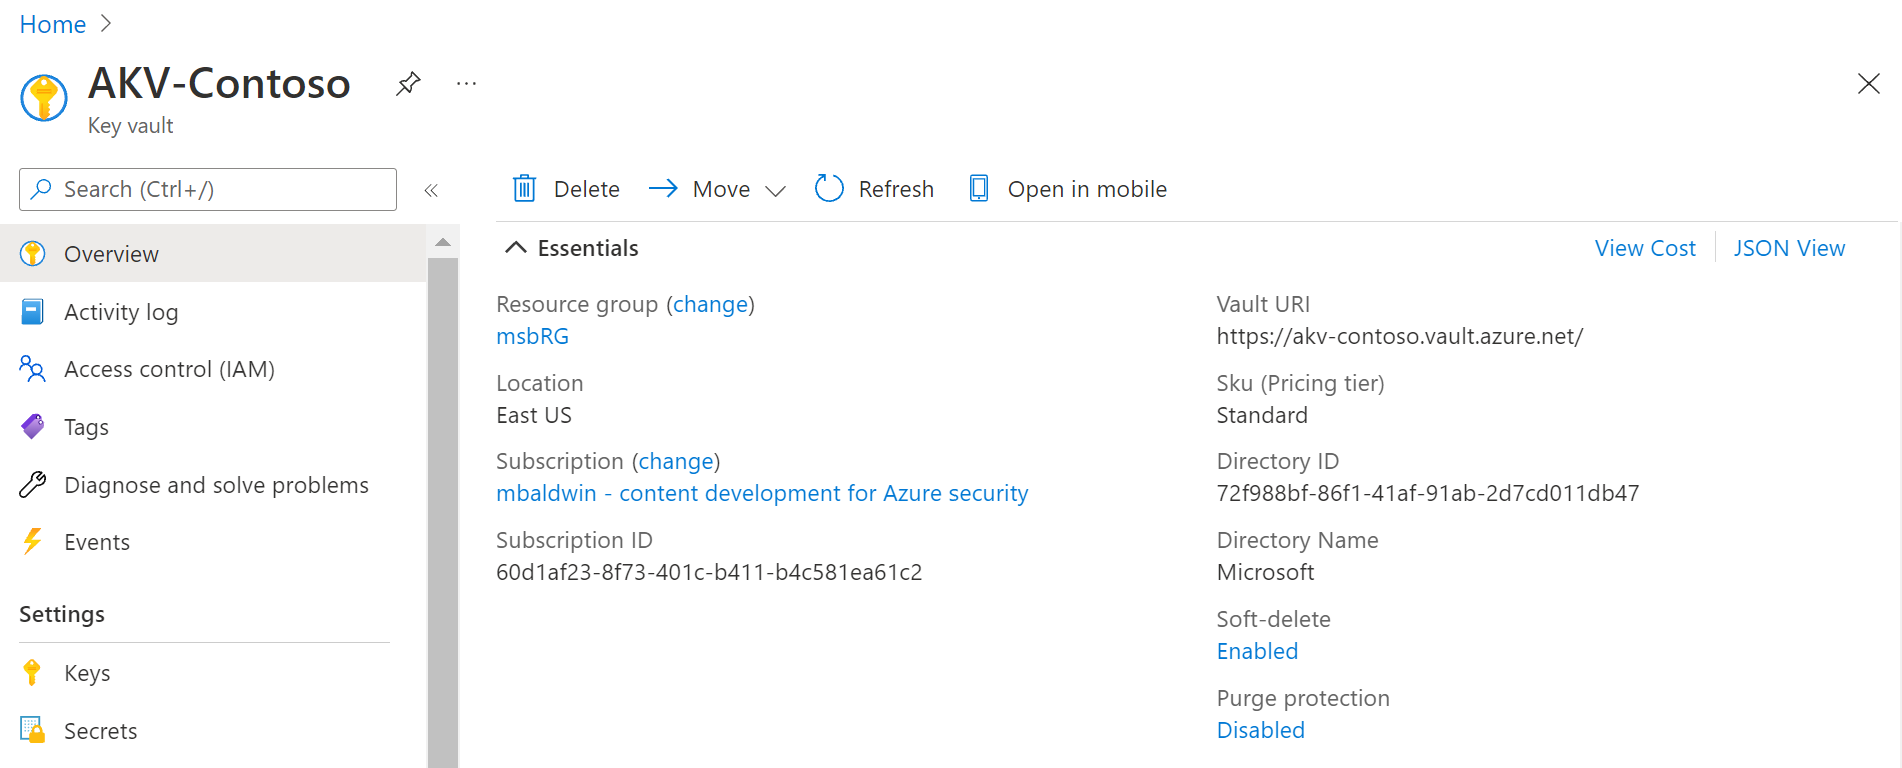 Home
AKV-Contoso
Key vault
Search (Ctrl+/)
Overview
Activity log
Access control (IAM)
Tags
Diagnose and solve problems
Events
Settings
Keys
Secrets
Delete Move Refresh Open in mobile
Essentials View Cost JSON View
Resource group (change)
msbRG
Location
East US
Subscription (change)
mbaldwin - content development for Azure security
Subscription ID
60d1af23-8f73-401c-b411-b4c581ea61c2
Vault URI
https://akv-contoso.vault.azure.net/
Sku (Pricing tier)
Standard
Directory ID
72f988bf-86f1-41af-91ab-2d7cd011db47
Directory Name
Microsoft
Soft-delete
Enabled
Purge protection
Disabled